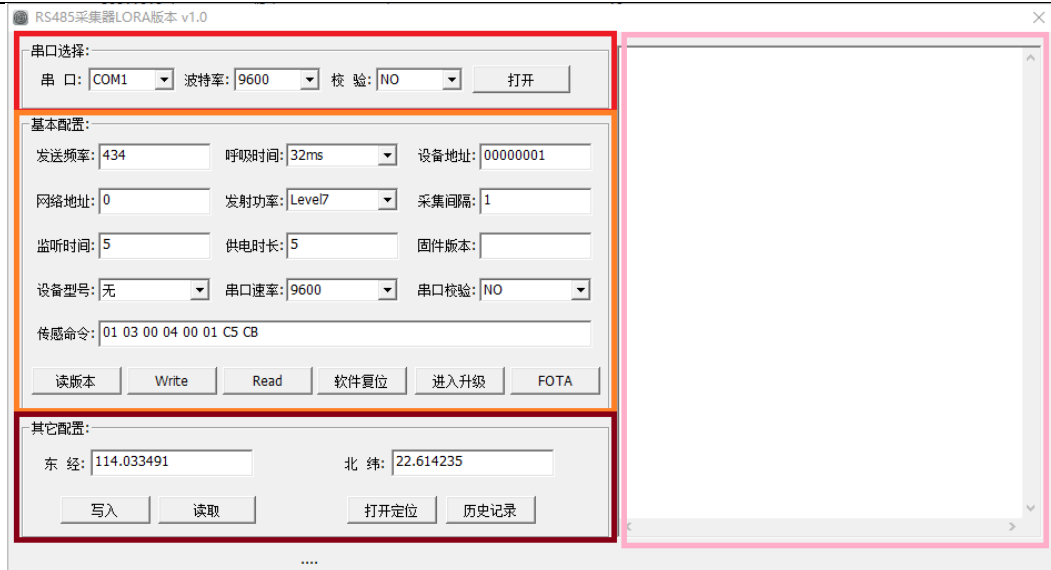 RS485采集器LORA版本 v1.0
串口选择:
串 口: COM1 波特率: 9600 校 验: NO 打开
基本配置:
发送频率: 434 呼吸时间: 32ms 设备地址: 00000001
网络地址: 0 发射功率: Level7 采集间隔: 1
监听时间: 5 供电时长: 5 固件版本:
设备型号: 无 串口速率: 9600 串口校验: NO
传感命令: 01 03 00 04 00 01 C5 CB
读版本 Write Read 软件复位 进入升级 FOTA
其它配置:
东 经: 114.033491 北 纬: 22.614235
写入 读取 打开定位 历史记录
....